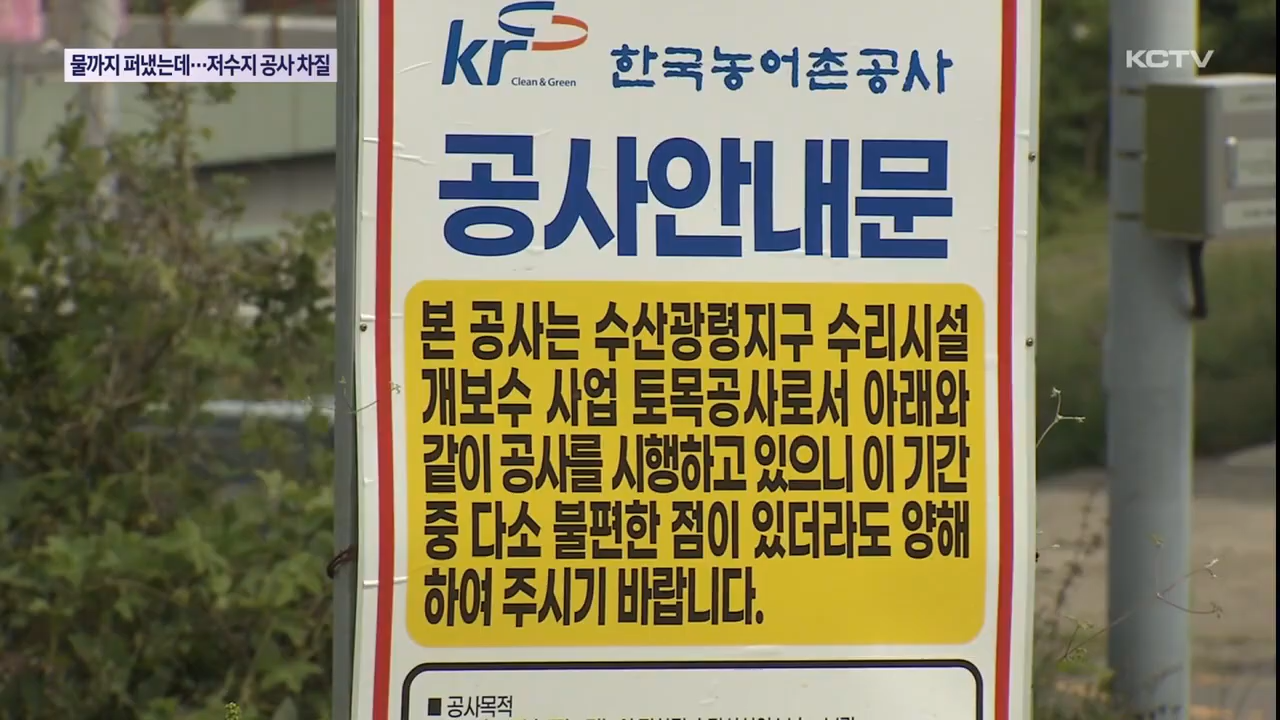 물까지 퍼냈는데…저수지 공사 차질
KCTV
kr
Clean & Green
한국농어촌공사
공사안내문
본 공사는 수산광령지구 수리시설
개보수 사업 토목공사로서 아래와
같이 공사를 시행하고 있으니 이 기간
중 다소 불편한 점이 있더라도 양해
하여 주시기 바랍니다.
■ 공사목적